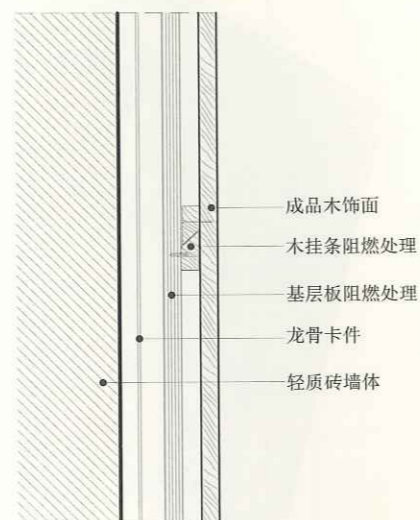 成品木饰面
木挂条阻燃处理
基层板阻燃处理
龙骨卡件
轻质砖墙体